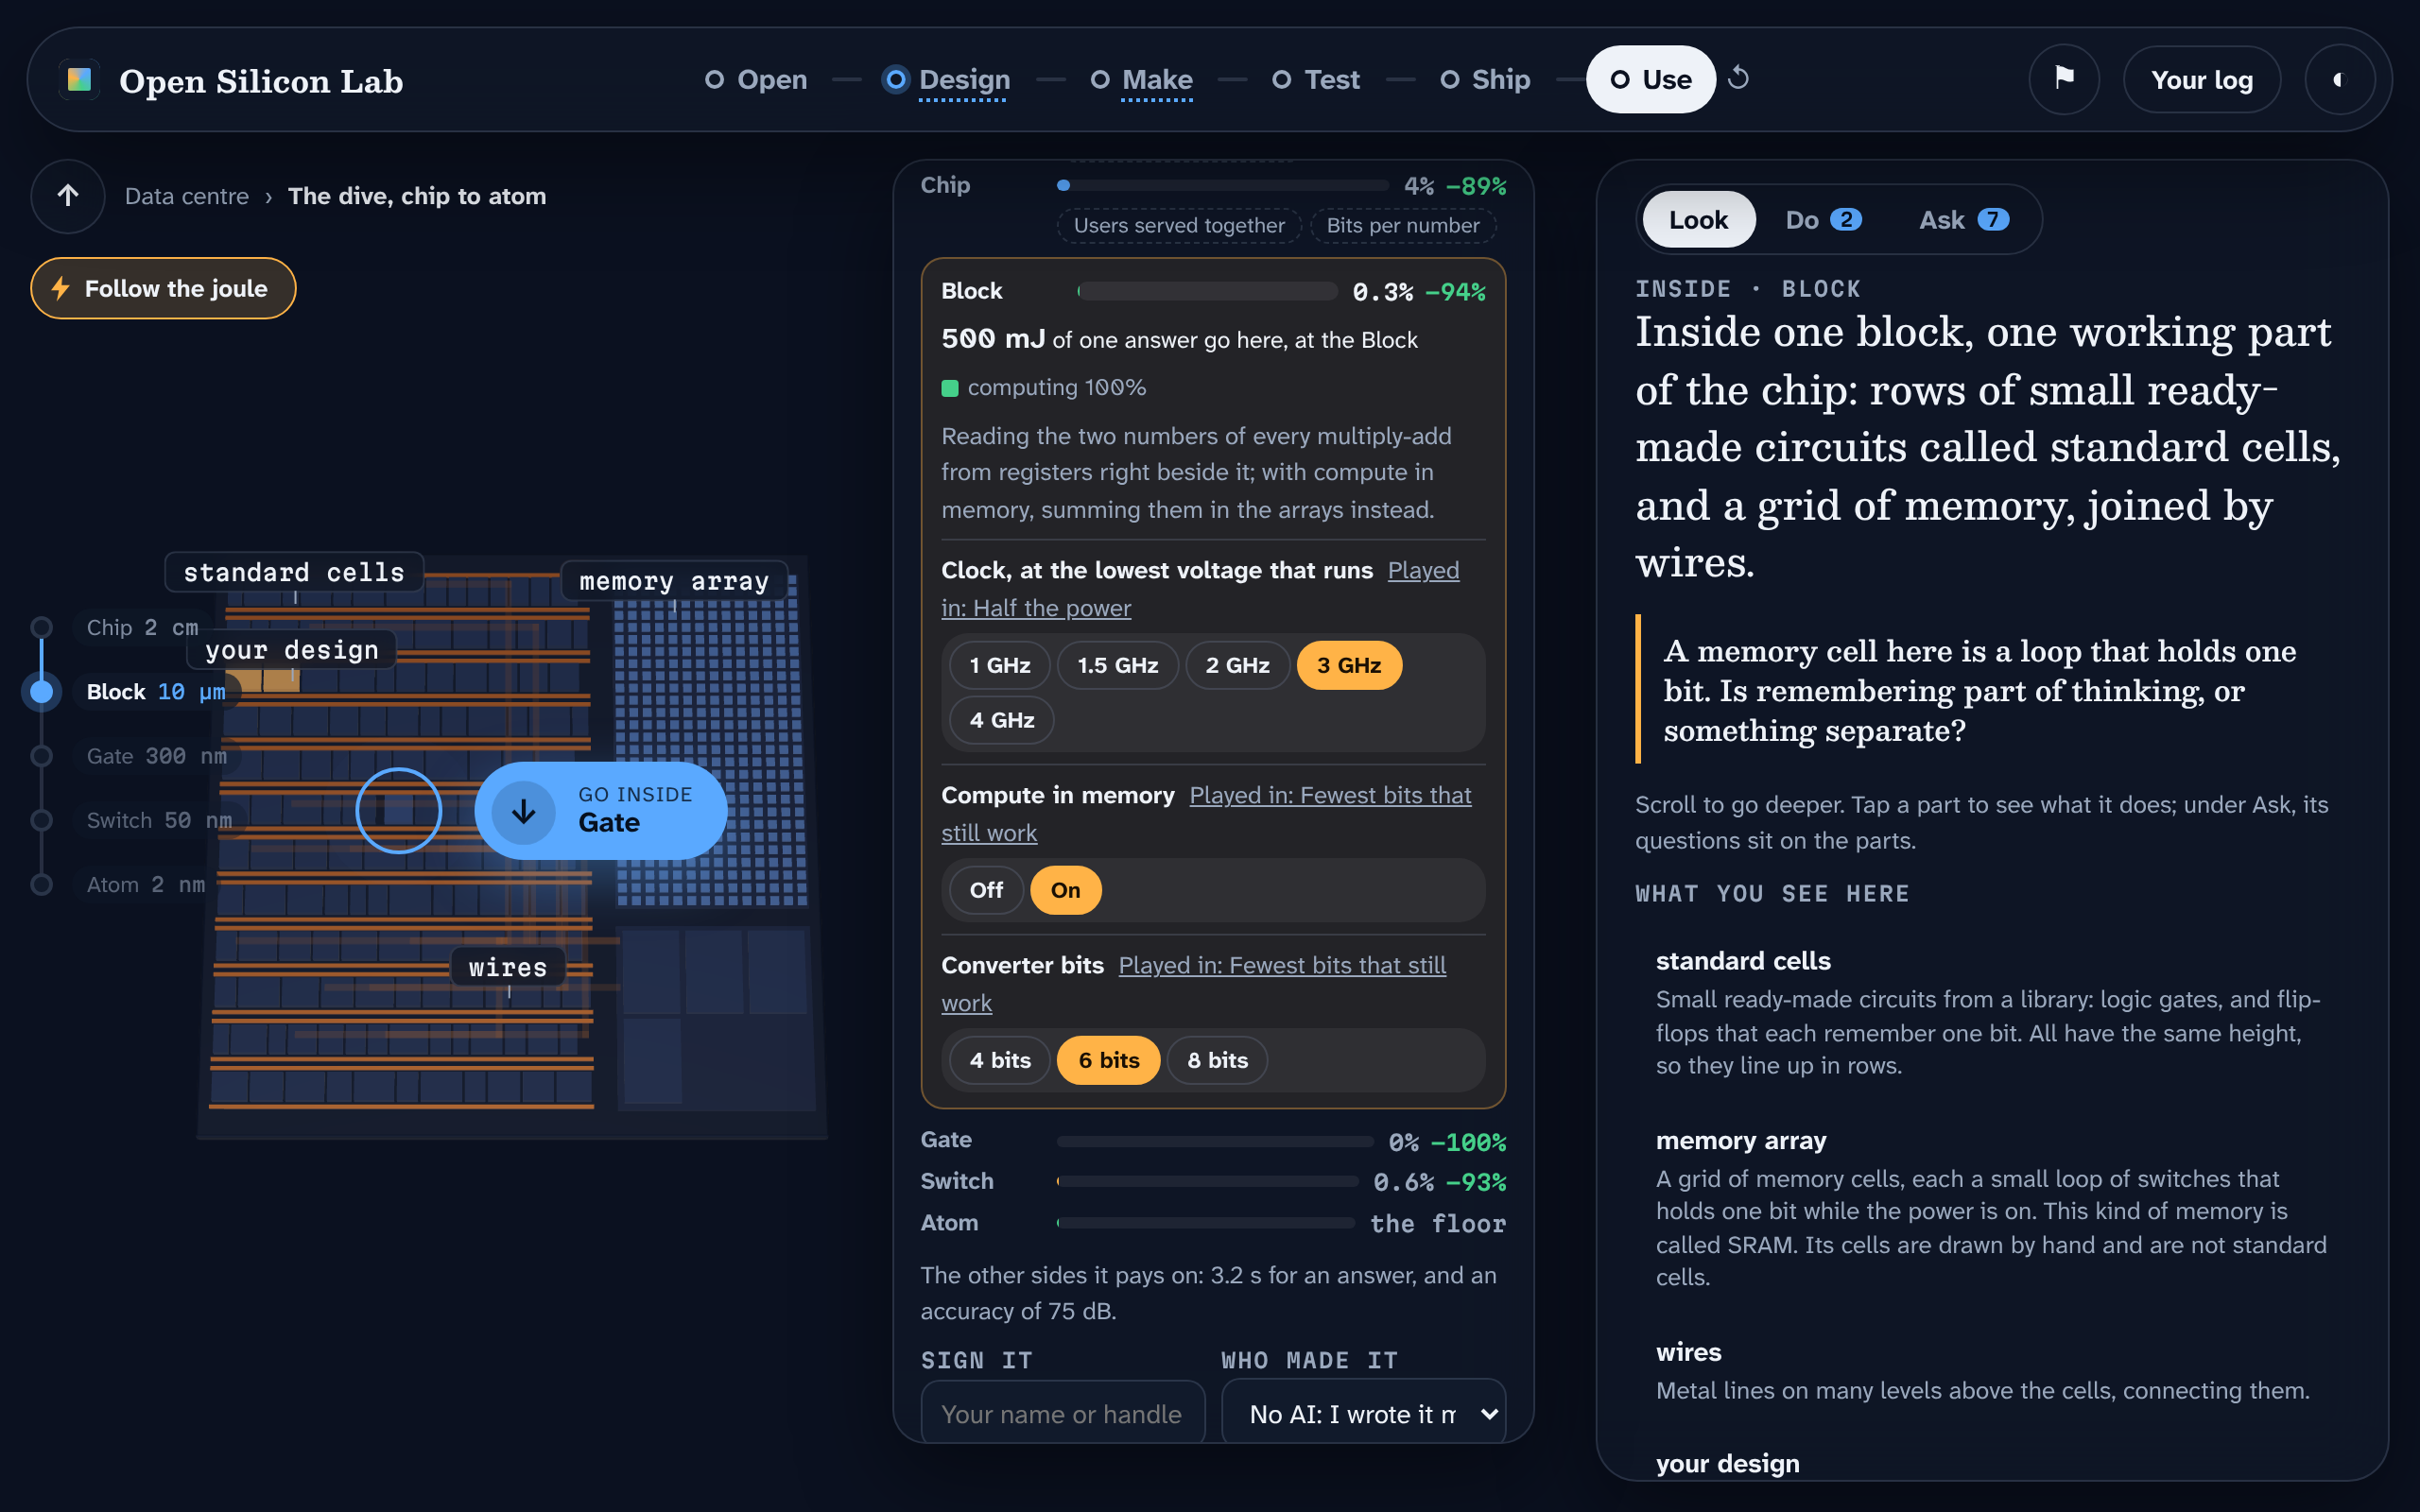 Open Silicon Lab
Open
Design
Make
Test
Ship
Use
Your log
Data centre › The dive, chip to atom
Follow the joule
standard cells
memory array
your design
wires
Chip 2 cm
Block 10 µm
Gate 300 nm
Switch 50 nm
Atom 2 nm
GO INSIDE
Gate
Chip 4% −89%
Users served together
Bits per number
Block 0.3% −94%
500 mJ of one answer go here, at the Block
computing 100%
Reading the two numbers of every multiply-add
from registers right beside it; with compute in
memory, summing them in the arrays instead.
Clock, at the lowest voltage that runs Played
in: Half the power
1 GHz 1.5 GHz 2 GHz 3 GHz
4 GHz
Compute in memory Played in: Fewest bits that
still work
Off On
Converter bits Played in: Fewest bits that still
work
4 bits 6 bits 8 bits
Gate 0% −100%
Switch 0.6% −93%
Atom the floor
The other sides it pays on: 3.2 s for an answer, and an
accuracy of 75 dB.
SIGN IT WHO MADE IT
Your name or handle
No AI: I wrote it m
Look
Do 2
Ask 7
INSIDE · BLOCK
Inside one block, one working part
of the chip: rows of small ready-
made circuits called standard cells,
and a grid of memory, joined by
wires.
A memory cell here is a loop that holds one
bit. Is remembering part of thinking, or
something separate?
Scroll to go deeper. Tap a part to see what it does; under Ask, its
questions sit on the parts.
WHAT YOU SEE HERE
standard cells
Small ready-made circuits from a library: logic gates, and flip-
flops that each remember one bit. All have the same height,
so they line up in rows.
memory array
A grid of memory cells, each a small loop of switches that
holds one bit while the power is on. This kind of memory is
called SRAM. Its cells are drawn by hand and are not standard
cells.
wires
Metal lines on many levels above the cells, connecting them.
your design